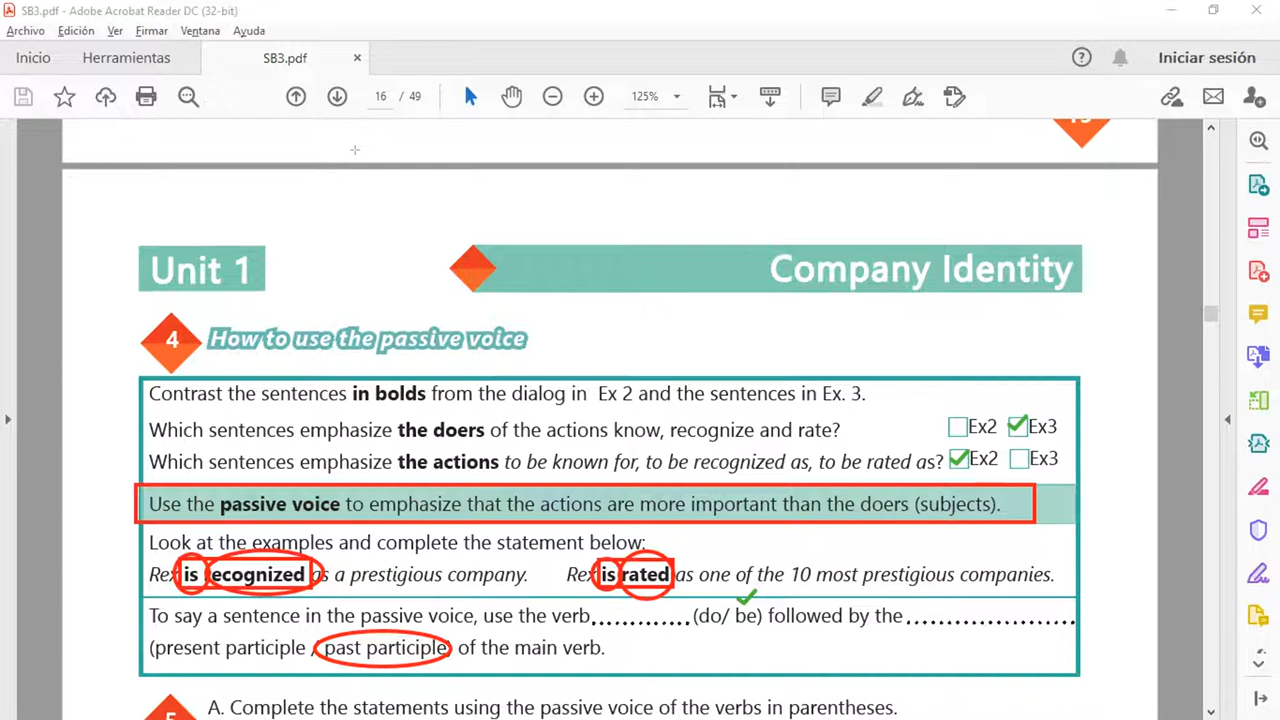 SB3.pdf - Adobe Acrobat Reader DC (32-bit)
Archivo Edición Ver Firmar Ventana Ayuda
Inicio Herramientas SB3.pdf × Iniciar sesión
16 / 49 125%
Unit 1 Company Identity
4 How to use the passive voice
Contrast the sentences in bolds from the dialog in Ex 2 and the sentences in Ex. 3.
Which sentences emphasize the doers of the actions know, recognize and rate? Ex2 Ex3
Which sentences emphasize the actions to be known for, to be recognized as, to be rated as? Ex2 Ex3
Use the passive voice to emphasize that the actions are more important than the doers (subjects).
Look at the examples and complete the statement below:
Rex is recognized as a prestigious company. Rex is rated as one of the 10 most prestigious companies.
To say a sentence in the passive voice, use the verb............(do/ be) followed by the ......................
(present participle / past participle) of the main verb.
A. Complete the statements using the passive voice of the verbs in parentheses.